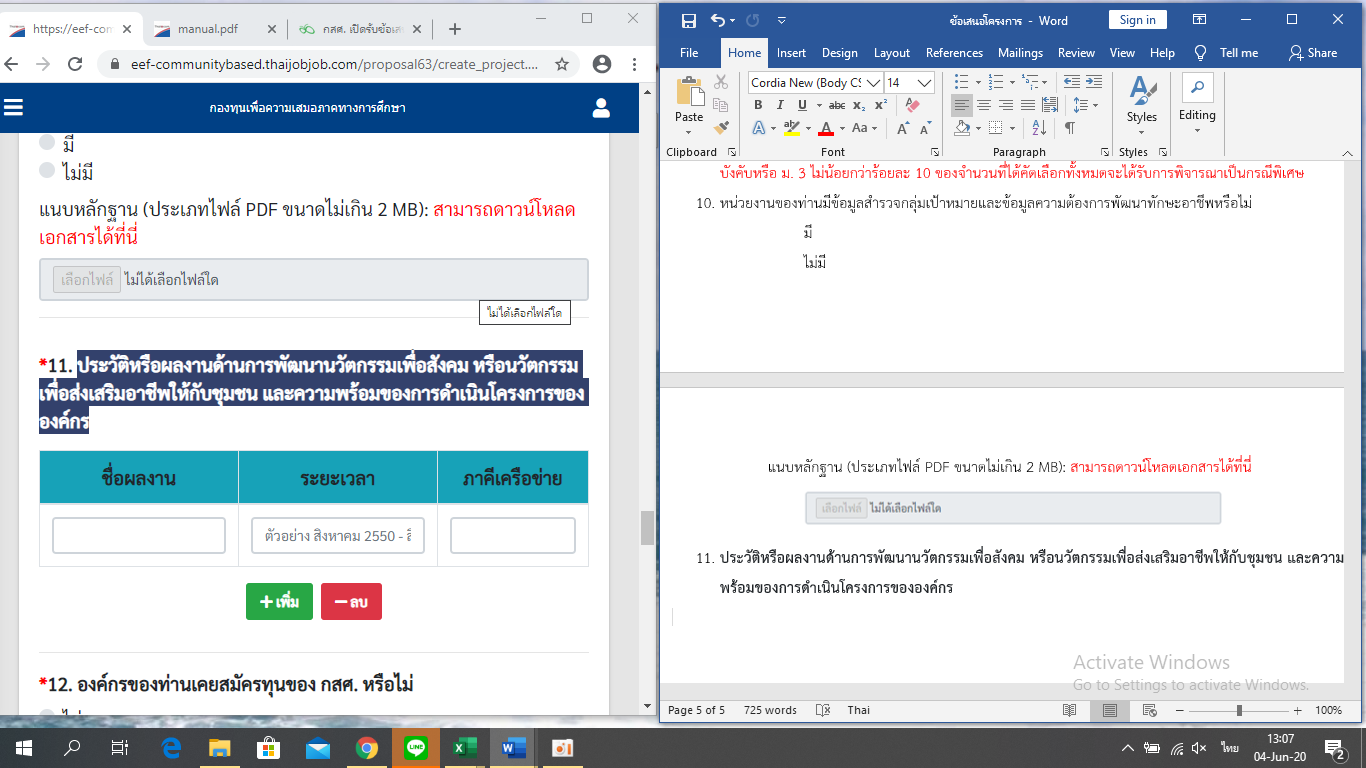 https://eef-com
manual.pdf
กสศ. เปิดรับข้อเส
eef-communitybased.thaijobjob.com/proposal63/create_project....
กองทุนเพื่อความเสมอภาคทางการศึกษา
มี
ไม่มี
แนบหลักฐาน (ประเภทไฟล์ PDF ขนาดไม่เกิน 2 MB): สามารถดาวน์โหลด
เอกสารได้ที่นี่
เลือกไฟล์ ไม่ได้เลือกไฟล์ใด
ไม่ได้เลือกไฟล์ใด
*11. ประวัติหรือผลงานด้านการพัฒนานวัตกรรมเพื่อสังคม หรือนวัตกรรม
เพื่อส่งเสริมอาชีพให้กับชุมชน และความพร้อมของการดำเนินโครงการของ
องค์กร
ชื่อผลงาน ระยะเวลา ภาคีเครือข่าย
ตัวอย่าง สิงหาคม 2550 - สิ
+ เพิ่ม − ลบ
*12. องค์กรของท่านเคยสมัครทุนของ กสศ. หรือไม่
ข้อเสนอโครงการ - Word
Sign in
File Home Insert Design Layout References Mailings Review View Help Tell me Share
Cordia New (Body CS 14
Paste
B I U abc x₂ x²
A ab A Aa A A
Styles
Editing
Clipboard Font Paragraph Styles
บังคับหรือ ม. 3 ไม่น้อยกว่าร้อยละ 10 ของจำนวนที่ได้คัดเลือกทั้งหมดจะได้รับการพิจารณาเป็นกรณีพิเศษ
10. หน่วยงานของท่านมีข้อมูลสำรวจกลุ่มเป้าหมายและข้อมูลความต้องการพัฒนาทักษะอาชีพหรือไม่
มี
ไม่มี
แนบหลักฐาน (ประเภทไฟล์ PDF ขนาดไม่เกิน 2 MB): สามารถดาวน์โหลดเอกสารได้ที่นี่
เลือกไฟล์ ไม่ได้เลือกไฟล์ใด
11. ประวัติหรือผลงานด้านการพัฒนานวัตกรรมเพื่อสังคม หรือนวัตกรรมเพื่อส่งเสริมอาชีพให้กับชุมชน และความ
พร้อมของการดำเนินโครงการขององค์กร
Activate Windows
Go to Settings to activate Windows.
Page 5 of 5 725 words Thai 100%
ไทย
13:07
04-Jun-20
2